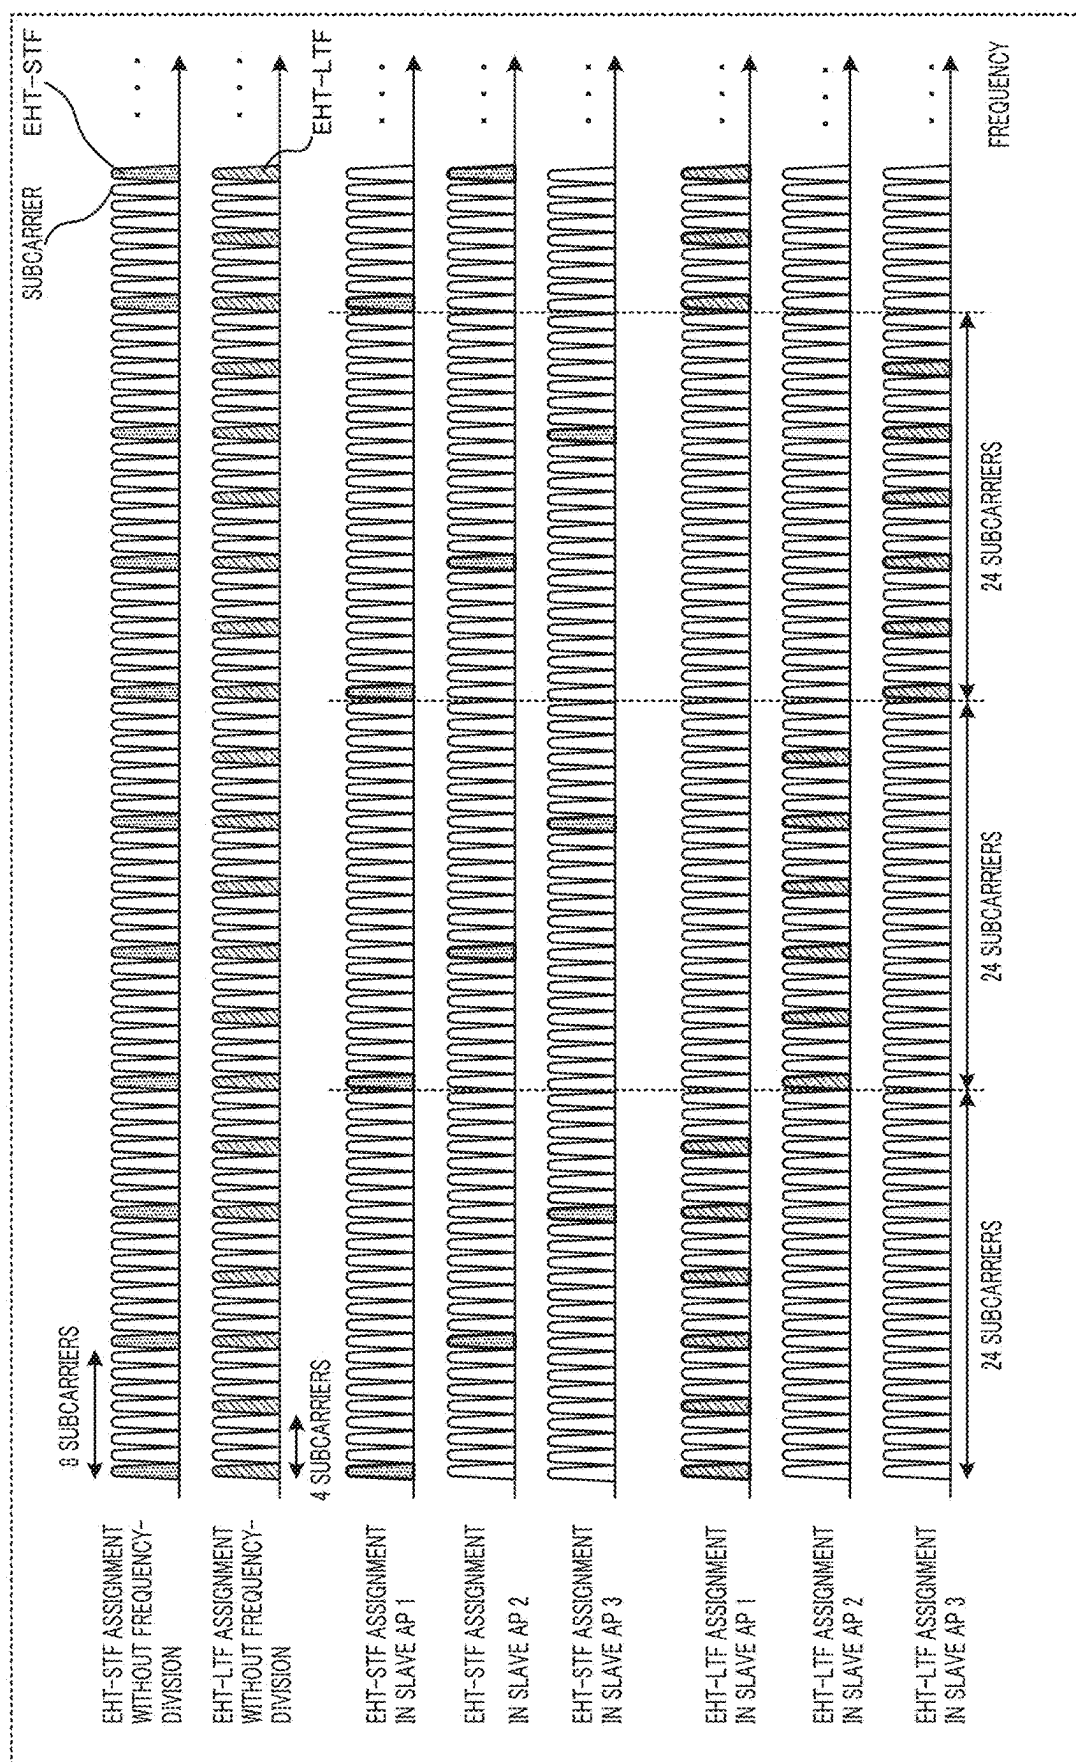 SUBCARRIER
EHT-STF
8 SUBCARRIERS
EHT-STF ASSIGNMENT
WITHOUT FREQUENCY-
DIVISION
EHT-LTF
EHT-LTF ASSIGNMENT
WITHOUT FREQUENCY-
DIVISION
4 SUBCARRIERS
EHT-STF ASSIGNMENT
IN SLAVE AP 1
EHT-STF ASSIGNMENT
IN SLAVE AP 2
EHT-STF ASSIGNMENT
IN SLAVE AP 3
EHT-LTF ASSIGNMENT
IN SLAVE AP 1
EHT-LTF ASSIGNMENT
IN SLAVE AP 2
EHT-LTF ASSIGNMENT
IN SLAVE AP 3
24 SUBCARRIERS
24 SUBCARRIERS
24 SUBCARRIERS
FREQUENCY